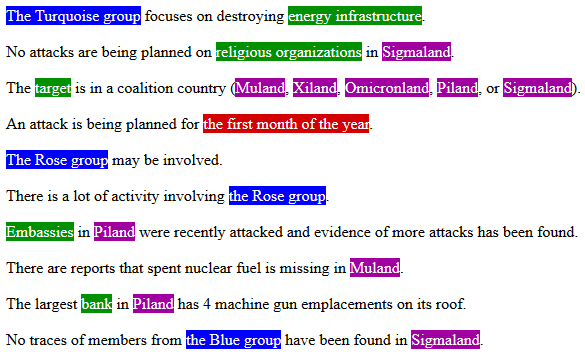 The Turquoise group focuses on destroying energy infrastructure.
No attacks are being planned on religious organizations in Sigmaland.
The target is in a coalition country (Muland, Xiland, Omicronland, Piland, or Sigmaland).
An attack is being planned for the first month of the year.
The Rose group may be involved.
There is a lot of activity involving the Rose group.
Embassies in Piland were recently attacked and evidence of more attacks has been found.
There are reports that spent nuclear fuel is missing in Muland.
The largest bank in Piland has 4 machine gun emplacements on its roof.
No traces of members from the Blue group have been found in Sigmaland.